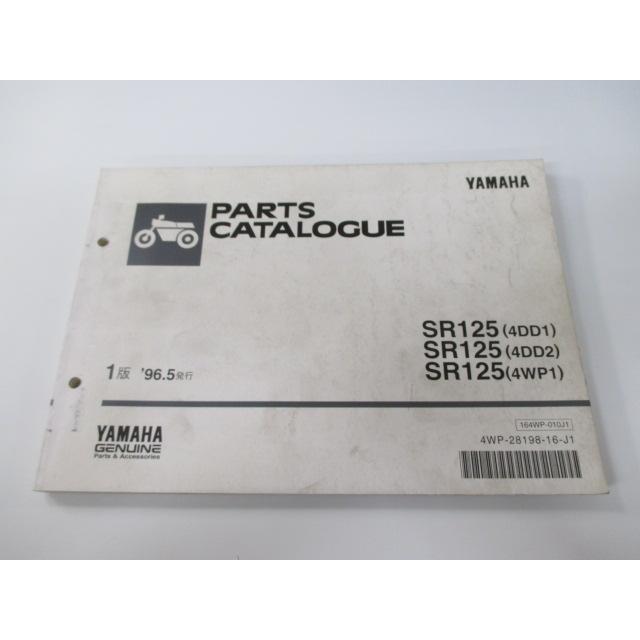 YAMAHA
PARTS
CATALOGUE
SR125 (4DD1)
SR125 (4DD2)
SR125 (4WP1)
1版 '96.5発行
164WP-010J1
YAMAHA
GENUINE
Parts & Accessories
4WP-28198-16-J1